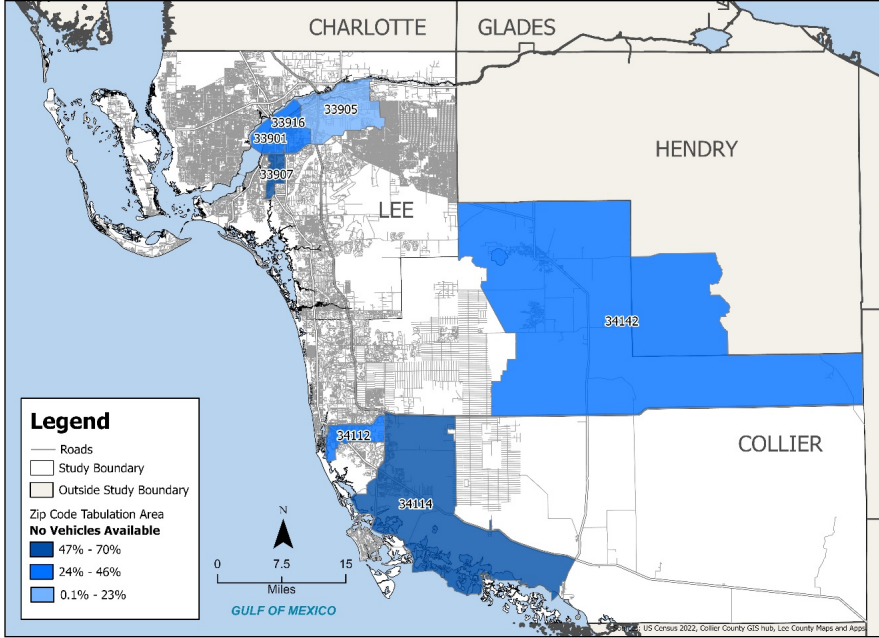 CHARLOTTE GLADES
33905
33916
33901
HENDRY
33907
LEE
34142
Legend
Roads
Study Boundary
Outside Study Boundary
Zip Code Tabulation Area
No Vehicles Available
47% - 70%
24% - 46%
0.1% - 23%
34112
COLLIER
34114
N
0 7.5 15
Miles
GULF OF MEXICO
US Census 2022, Collier County GIS hub, Lee County Maps and Apps